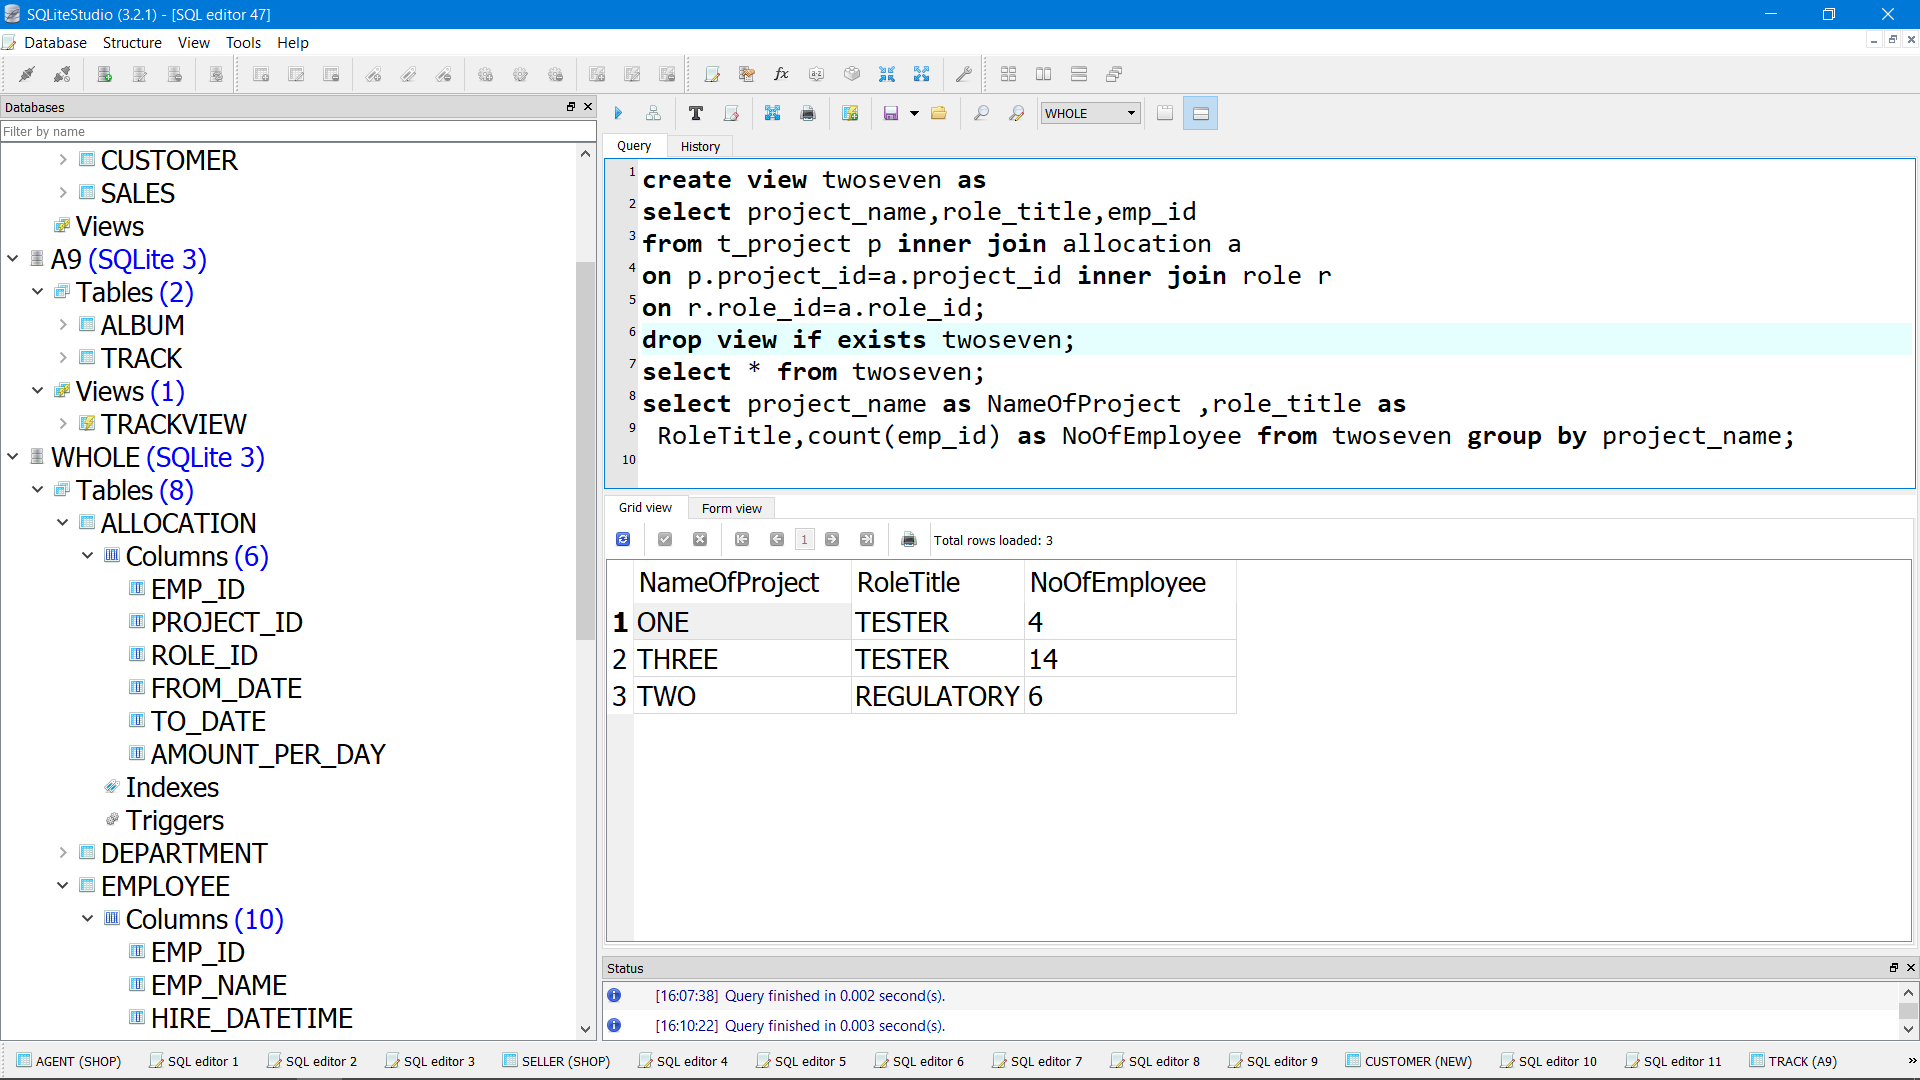 SQLiteStudio (3.2.1) - [SQL editor 47]
Database Structure View Tools Help
Databases
Filter by name
CUSTOMER
SALES
Views
A9 (SQLite 3)
Tables (2)
ALBUM
TRACK
Views (1)
TRACKVIEW
WHOLE (SQLite 3)
Tables (8)
ALLOCATION
Columns (6)
EMP_ID
PROJECT_ID
ROLE_ID
FROM_DATE
TO_DATE
AMOUNT_PER_DAY
Indexes
Triggers
DEPARTMENT
EMPLOYEE
Columns (10)
EMP_ID
EMP_NAME
HIRE_DATETIME
WHOLE
Query History
1 create view twoseven as
2 select project_name,role_title,emp_id
3 from t_project p inner join allocation a
4 on p.project_id=a.project_id inner join role r
5 on r.role_id=a.role_id;
6 drop view if exists twoseven;
7 select * from twoseven;
8 select project_name as NameOfProject ,role_title as
9 RoleTitle,count(emp_id) as NoOfEmployee from twoseven group by project_name;
10
Grid view Form view
1 Total rows loaded: 3
NameOfProject RoleTitle NoOfEmployee
1 ONE TESTER 4
2 THREE TESTER 14
3 TWO REGULATORY 6
Status
[16:07:38] Query finished in 0.002 second(s).
[16:10:22] Query finished in 0.003 second(s).
AGENT (SHOP) SQL editor 1 SQL editor 2 SQL editor 3 SELLER (SHOP) SQL editor 4 SQL editor 5 SQL editor 6 SQL editor 7 SQL editor 8 SQL editor 9 CUSTOMER (NEW) SQL editor 10 SQL editor 11 TRACK (A9) »